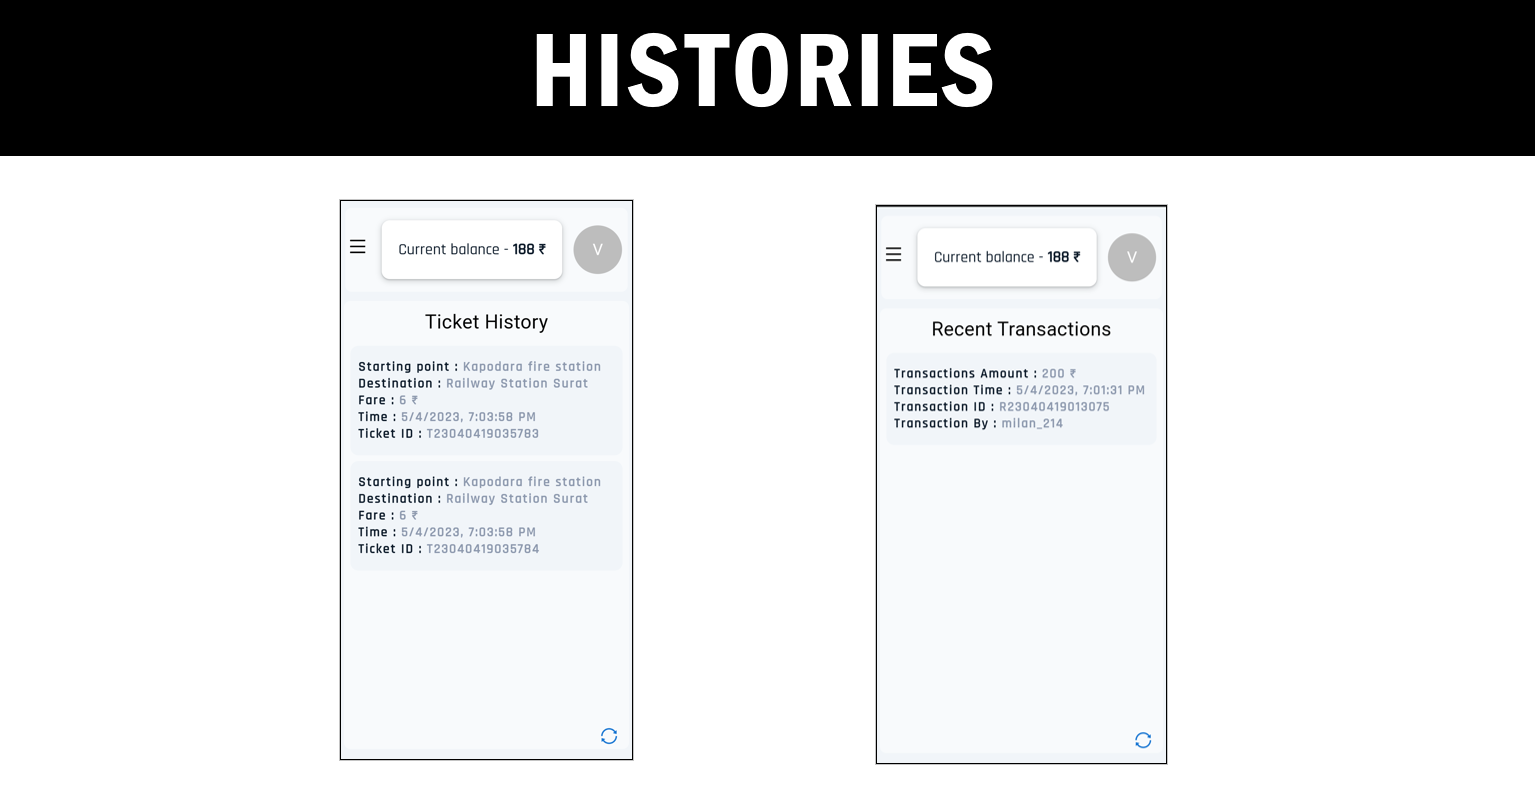 HISTORIES
Current balance - 188 ₹
V
Ticket History
Starting point : Kapodara fire station
Destination : Railway Station Surat
Fare : 6 ₹
Time : 5/4/2023, 7:03:58 PM
Ticket ID : T23040419035783
Starting point : Kapodara fire station
Destination : Railway Station Surat
Fare : 6 ₹
Time : 5/4/2023, 7:03:58 PM
Ticket ID : T23040419035784
Current balance - 188 ₹
V
Recent Transactions
Transactions Amount : 200 ₹
Transaction Time : 5/4/2023, 7:01:31 PM
Transaction ID : R23040419013075
Transaction By : milan_214